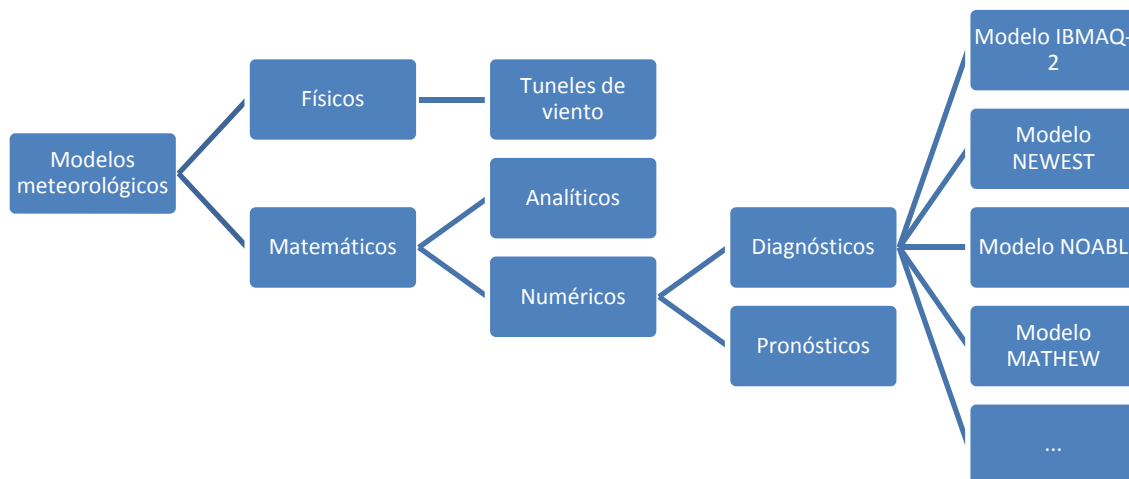 Modelos
meteorológicos
Físicos
Tuneles de
viento
Matemáticos
Analíticos
Numéricos
Diagnósticos
Pronósticos
Modelo IBMAQ-
2
Modelo
NEWEST
Modelo NOABL
Modelo
MATHEW
...